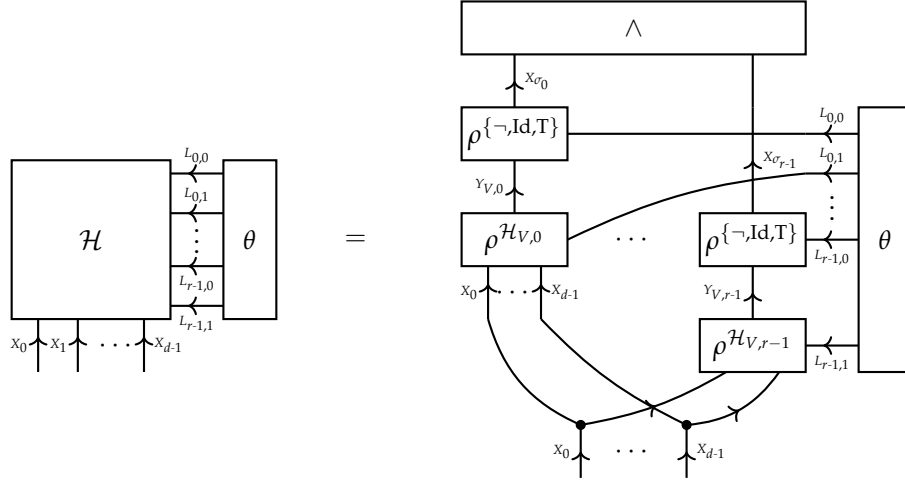 ∧
X_{σ_0}
ρ^{{¬,Id,T}}
L_{0,0}
L_{0,0}
L_{0,1}
X_{σ_{r-1}}
Y_{V,0}
L_{0,1}
⋮
H
⋮
θ
=
ρ^{ℋ_{V,0}}
· · ·
ρ^{{¬,Id,T}}
θ
L_{r-1,0}
L_{r-1,0}
X_0
· · ·
X_{d-1}
Y_{V,r-1}
L_{r-1,1}
X_0
X_1
· · ·
X_{d-1}
ρ^{ℋ_{V,r−1}}
L_{r-1,1}
X_0
· · ·
X_{d-1}